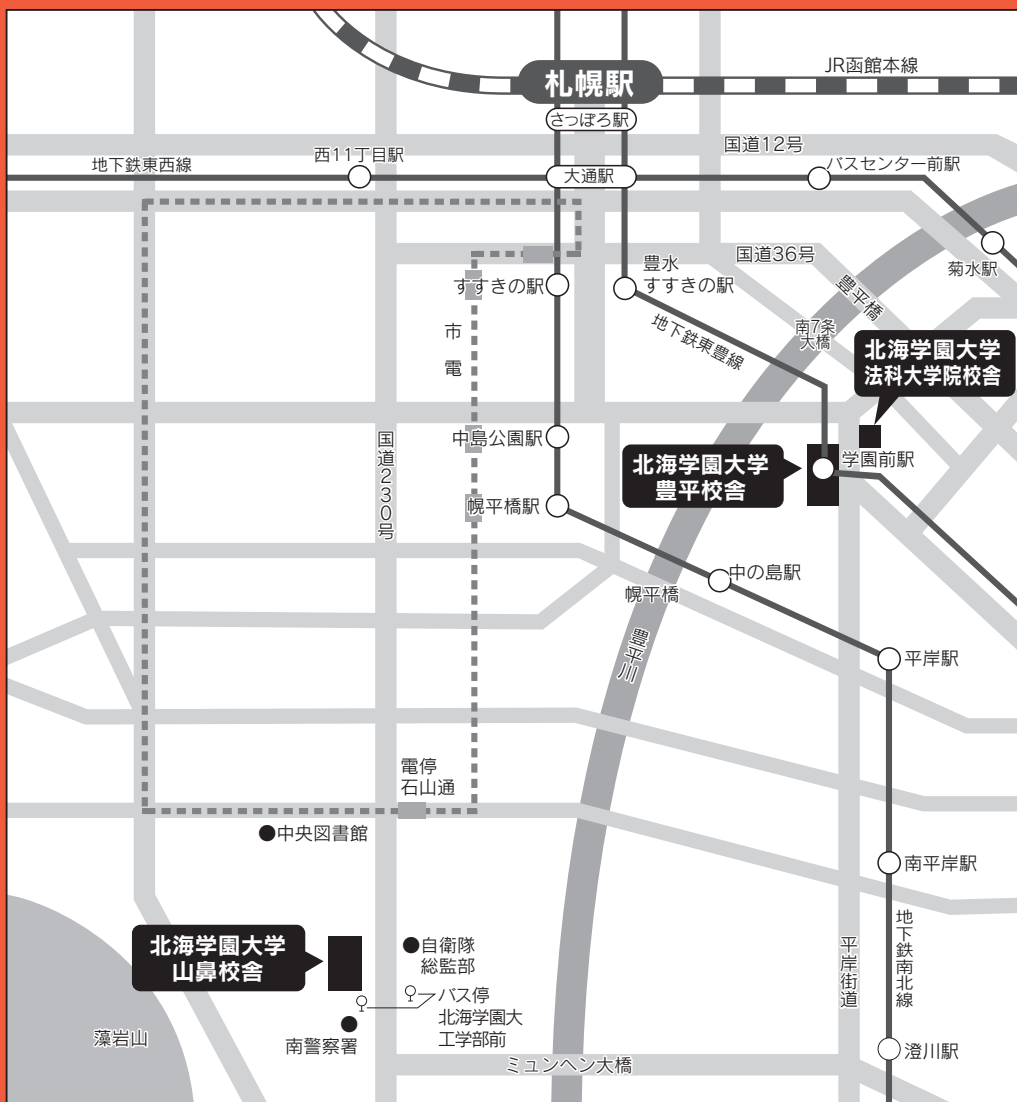 JR函館本線
札幌駅
さっぽろ駅
国道12号
地下鉄東西線
西11丁目駅
大通駅
バスセンター前駅
国道36号
菊水駅
豊水
すすきの駅
すすきの駅
豊平橋
市電
地下鉄東豊線
南7条
大橋
北海学園大学
法科大学院校舎
国道230号
中島公園駅
北海学園大学
豊平校舎
学園前駅
幌平橋駅
中の島駅
幌平橋
豊平川
平岸駅
電停
石山通
中央図書館
南平岸駅
北海学園大学
山鼻校舎
自衛隊
総監部
平岸街道
地下鉄南北線
バス停
北海学園大
工学部前
藻岩山
南警察署
ミュンヘン大橋
澄川駅